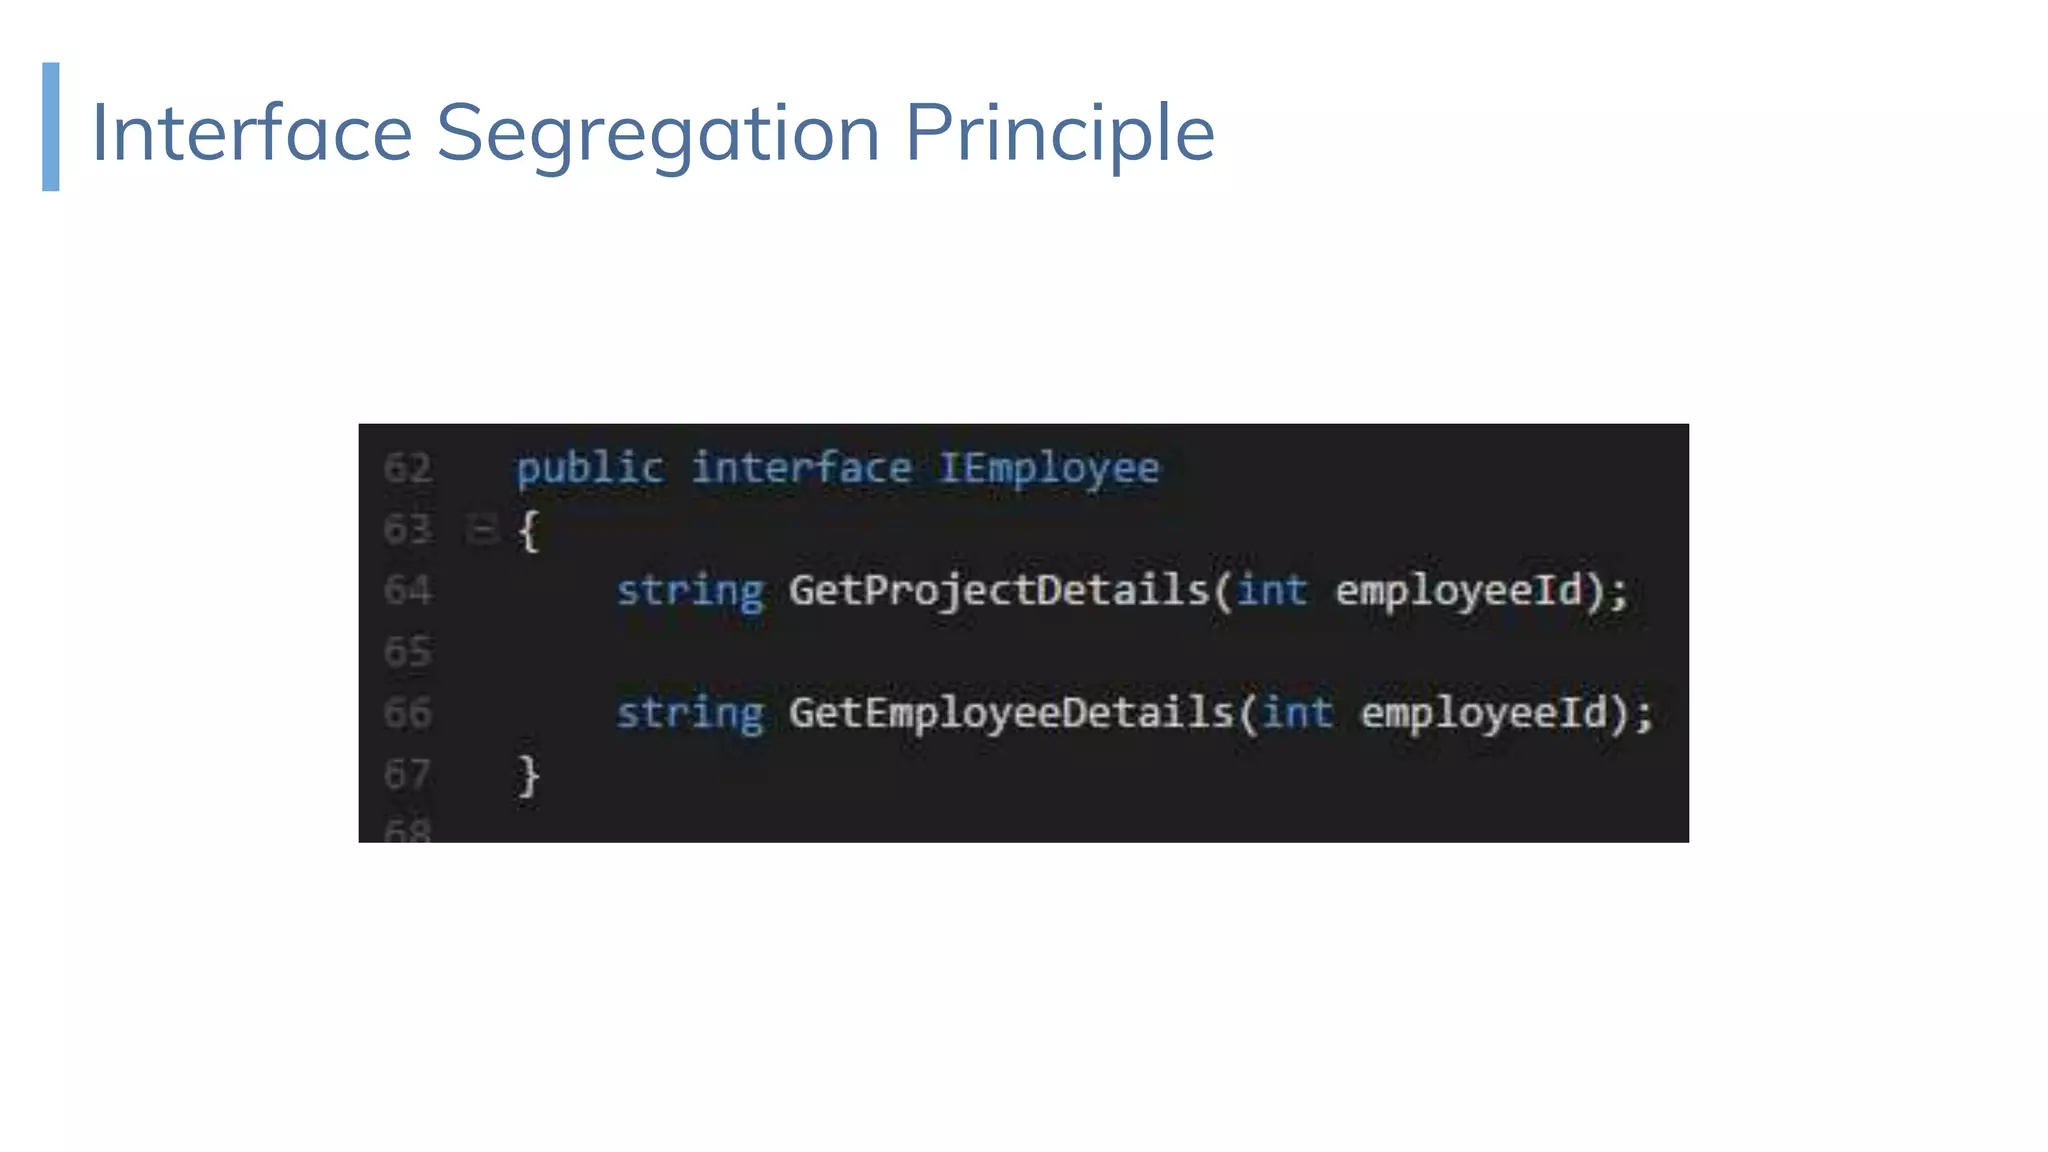 Interface Segregation Principle
62 public interface IEmployee
63 {
64 string GetProjectDetails(int employeeId);
65
66 string GetEmployeeDetails(int employeeId);
67 }
68